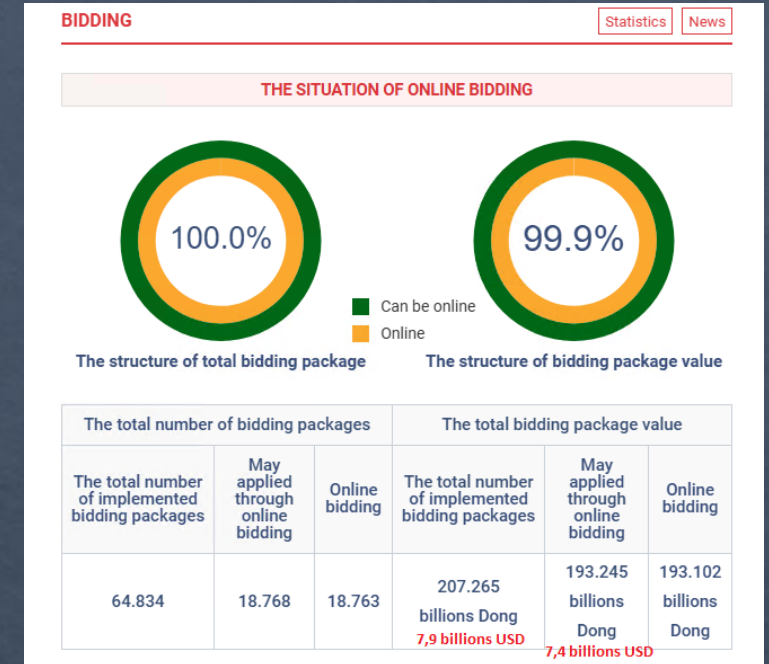 BIDDING
Statistics
News
THE SITUATION OF ONLINE BIDDING
100.0%
99.9%
Can be online
Online
The structure of total bidding package
The structure of bidding package value
The total number of bidding packages
The total bidding package value
The total number
of implemented
bidding packages
May
applied
through
online
bidding
Online
bidding
The total number
of implemented
bidding packages
May
applied
through
online
bidding
Online
bidding
64.834
18.768
18.763
207.265
billions Dong
7,9 billions USD
193.245
billions
Dong
7,4 billions USD
193.102
billions
Dong